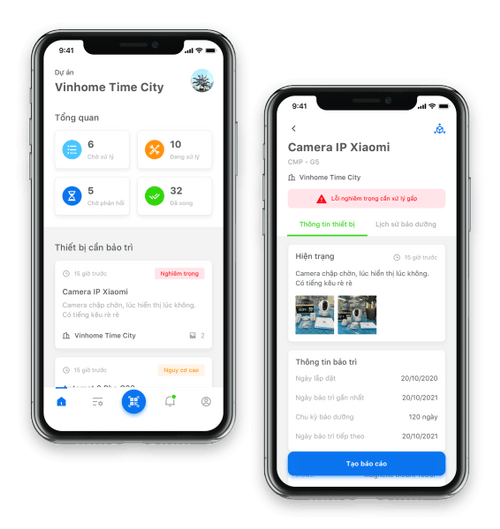 9:41
Dự án
Vinhome Time City
Tổng quan
6
Chờ xử lý
10
Đang xử lý
5
Chờ phản hồi
32
Đã xong
Thiết bị cần bảo trì
15 giờ trước
Nghiêm trọng
Camera IP Xiaomi
Camera chập chờn, lúc hiển thị lúc không.
Có tiếng kêu rè rè
Vinhome Time City
2
15 giờ trước
Nguy cơ cao
9:41
Camera IP Xiaomi
CMP - G5
Vinhome Time City
Lỗi nghiêm trọng cần xử lý gấp
Thông tin thiết bị
Lịch sử bảo dưỡng
Hiện trạng
15 giờ trước
Camera chập chờn, lúc hiển thị lúc không.
Có tiếng kêu rè rè
Thông tin bảo trì
Ngày lắp đặt
20/10/2020
Ngày bảo trì gần nhất
20/10/2021
Chu kỳ bảo dưỡng
120 ngày
Ngày bảo trì tiếp theo
20/10/2021
Tạo báo cáo